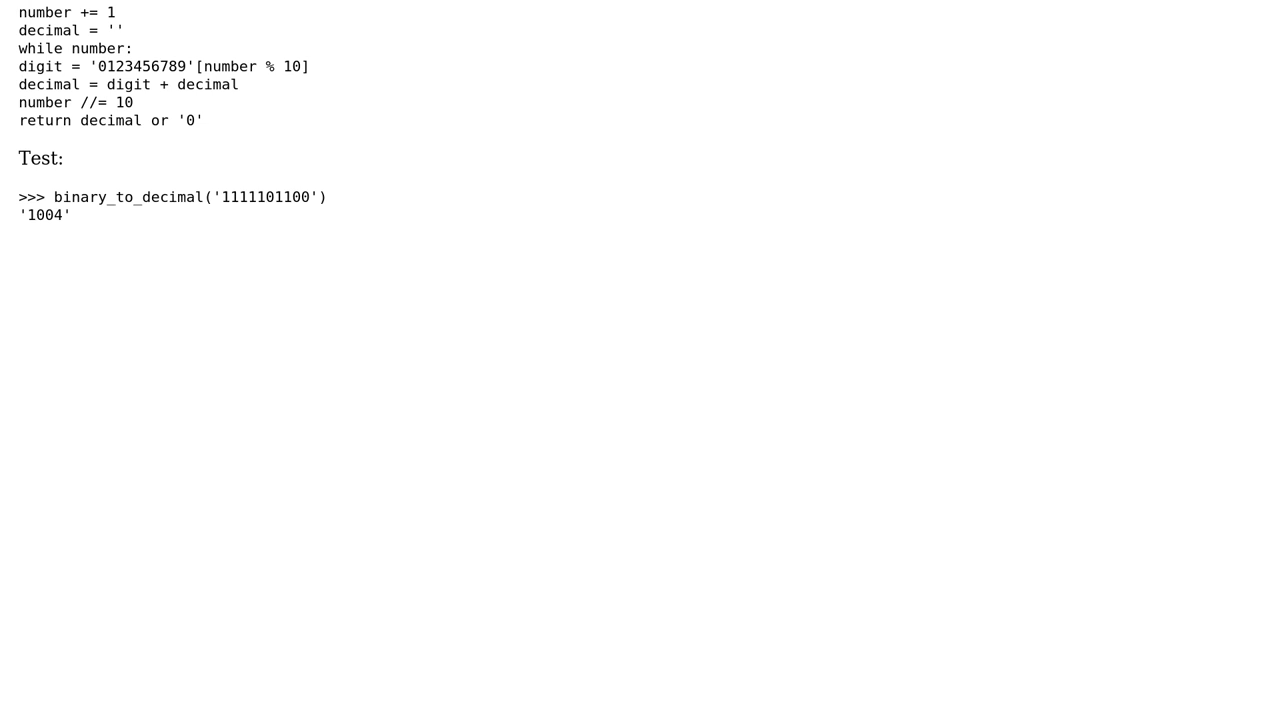 number += 1
decimal = ''
while number:
digit = '0123456789'[number % 10]
decimal = digit + decimal
number //= 10
return decimal or '0'
Test:
>>> binary_to_decimal('1111101100')
'1004'